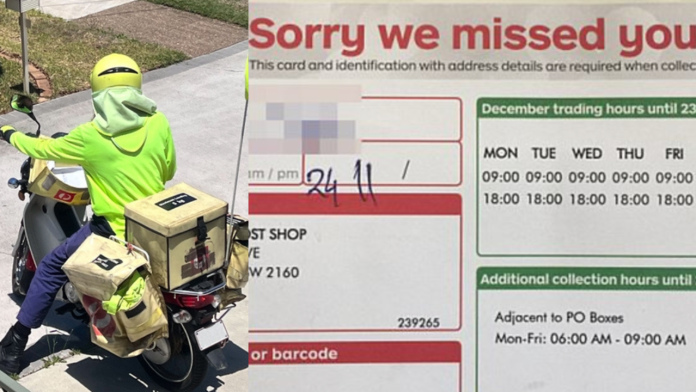 Sorry we missed you
This card and identification with address details are required when collec
am / pm
24 11 /
ST SHOP
VE
W 2160
239265
or barcode
December trading hours until 23
MON TUE WED THU FRI
09:00 09:00 09:00 09:00 09:00
18:00 18:00 18:00 18:00 18:00
Additional collection hours until
Adjacent to PO Boxes
Mon-Fri: 06:00 AM - 09:00 AM